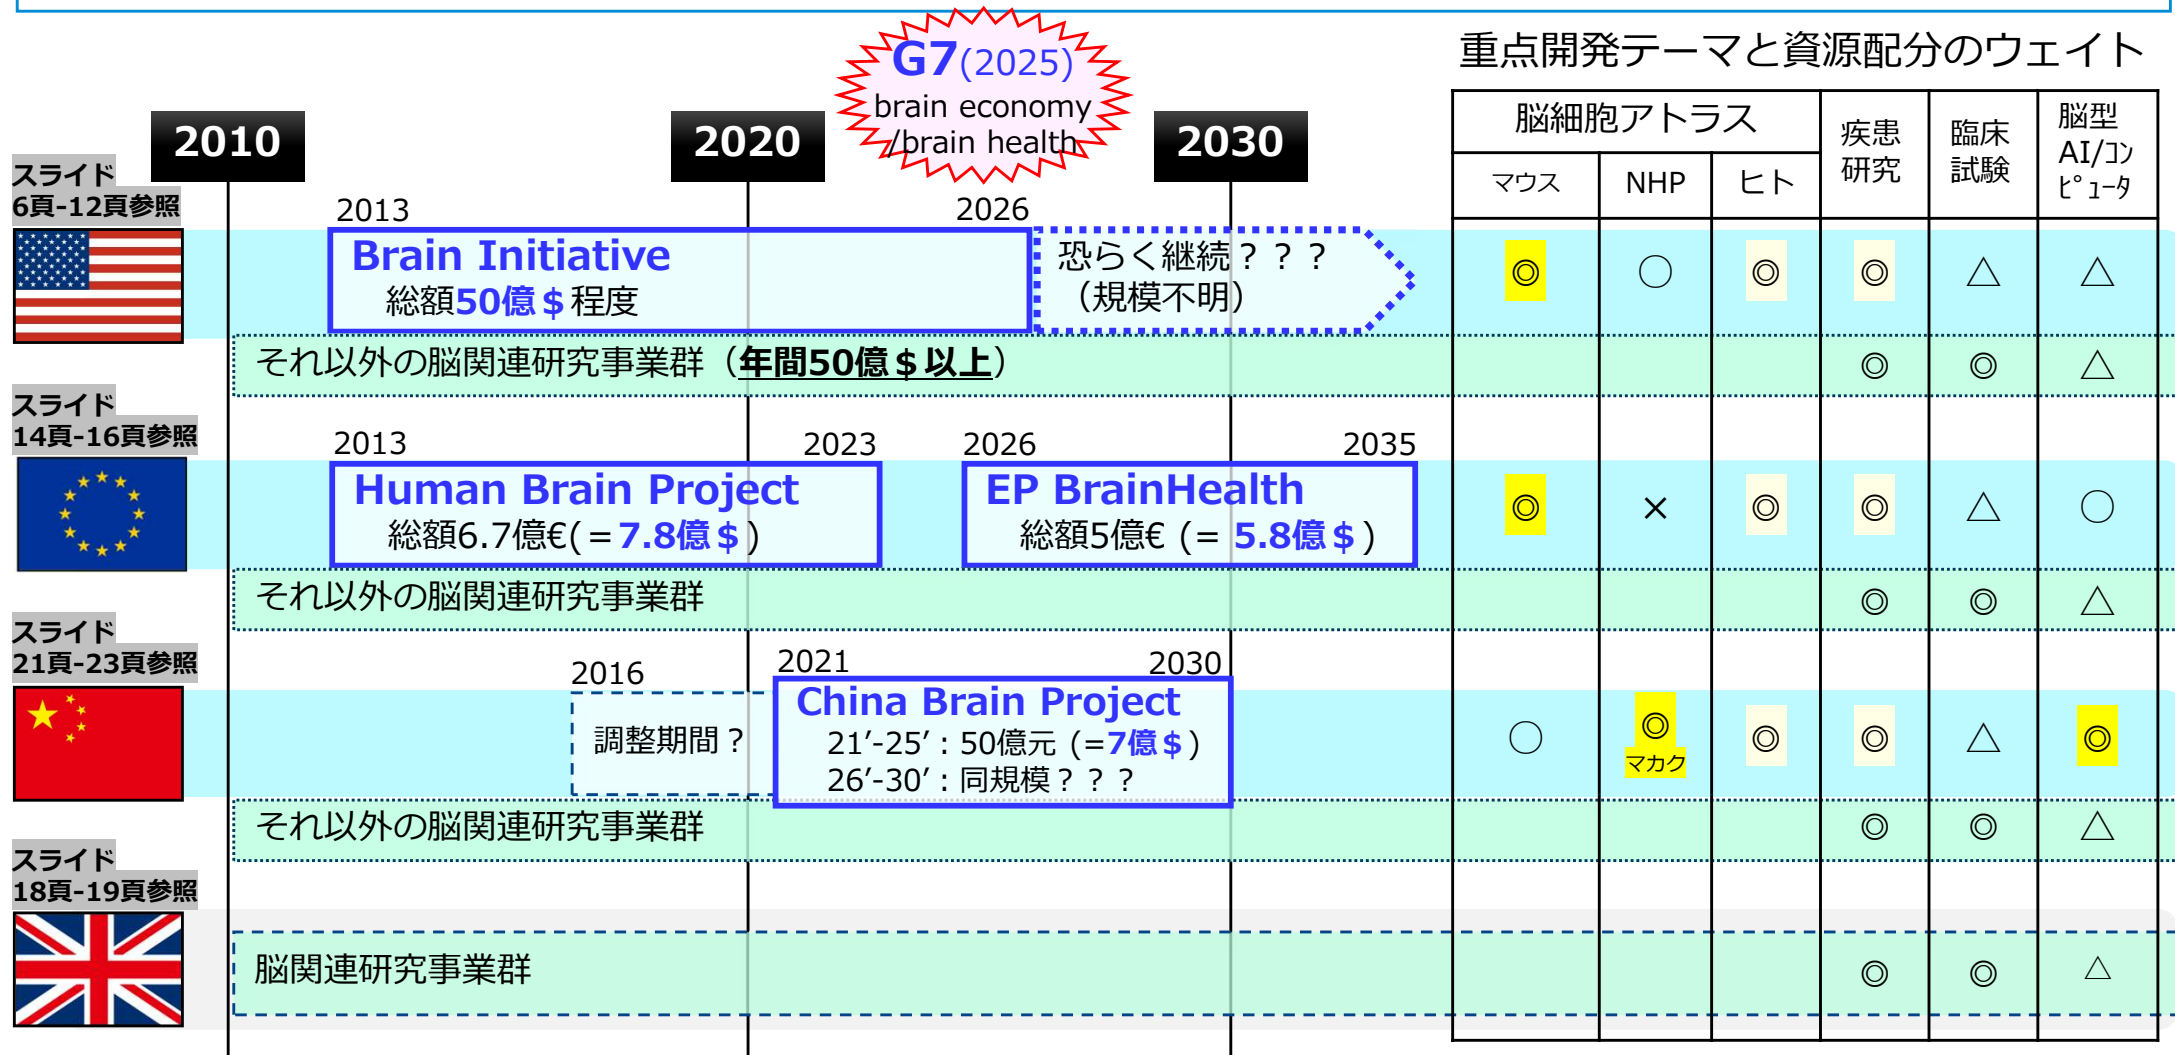 G7(2025)
brain economy
/brain health
重点開発テーマと資源配分のウェイト
2010
2020
2030
脳細胞アトラス
疾患
研究
臨床
試験
脳型
AI/ｺﾝ
ﾋﾟｭｰﾀ
マウス
NHP
ヒト
スライド
6頁-12頁参照
2013
2026
Brain Initiative
総額50億＄程度
恐らく継続？？？
（規模不明）
◎ ○ ◎ ◎ △ △
それ以外の脳関連研究事業群（年間50億＄以上）
◎ ◎ △
スライド
14頁-16頁参照
2013
2023
2026
2035
Human Brain Project
総額6.7億€(＝7.8億＄)
EP BrainHealth
総額5億€ (= 5.8億＄)
◎ × ◎ ◎ △ ○
それ以外の脳関連研究事業群
◎ ◎ △
スライド
21頁-23頁参照
2016
2021
2030
調整期間？
China Brain Project
21′-25′：50億元 (=7億＄)
26′-30′：同規模？？？
○ ◎ ◎ ◎ △ ◎
マカク
それ以外の脳関連研究事業群
◎ ◎ △
スライド
18頁-19頁参照
脳関連研究事業群
◎ ◎ △